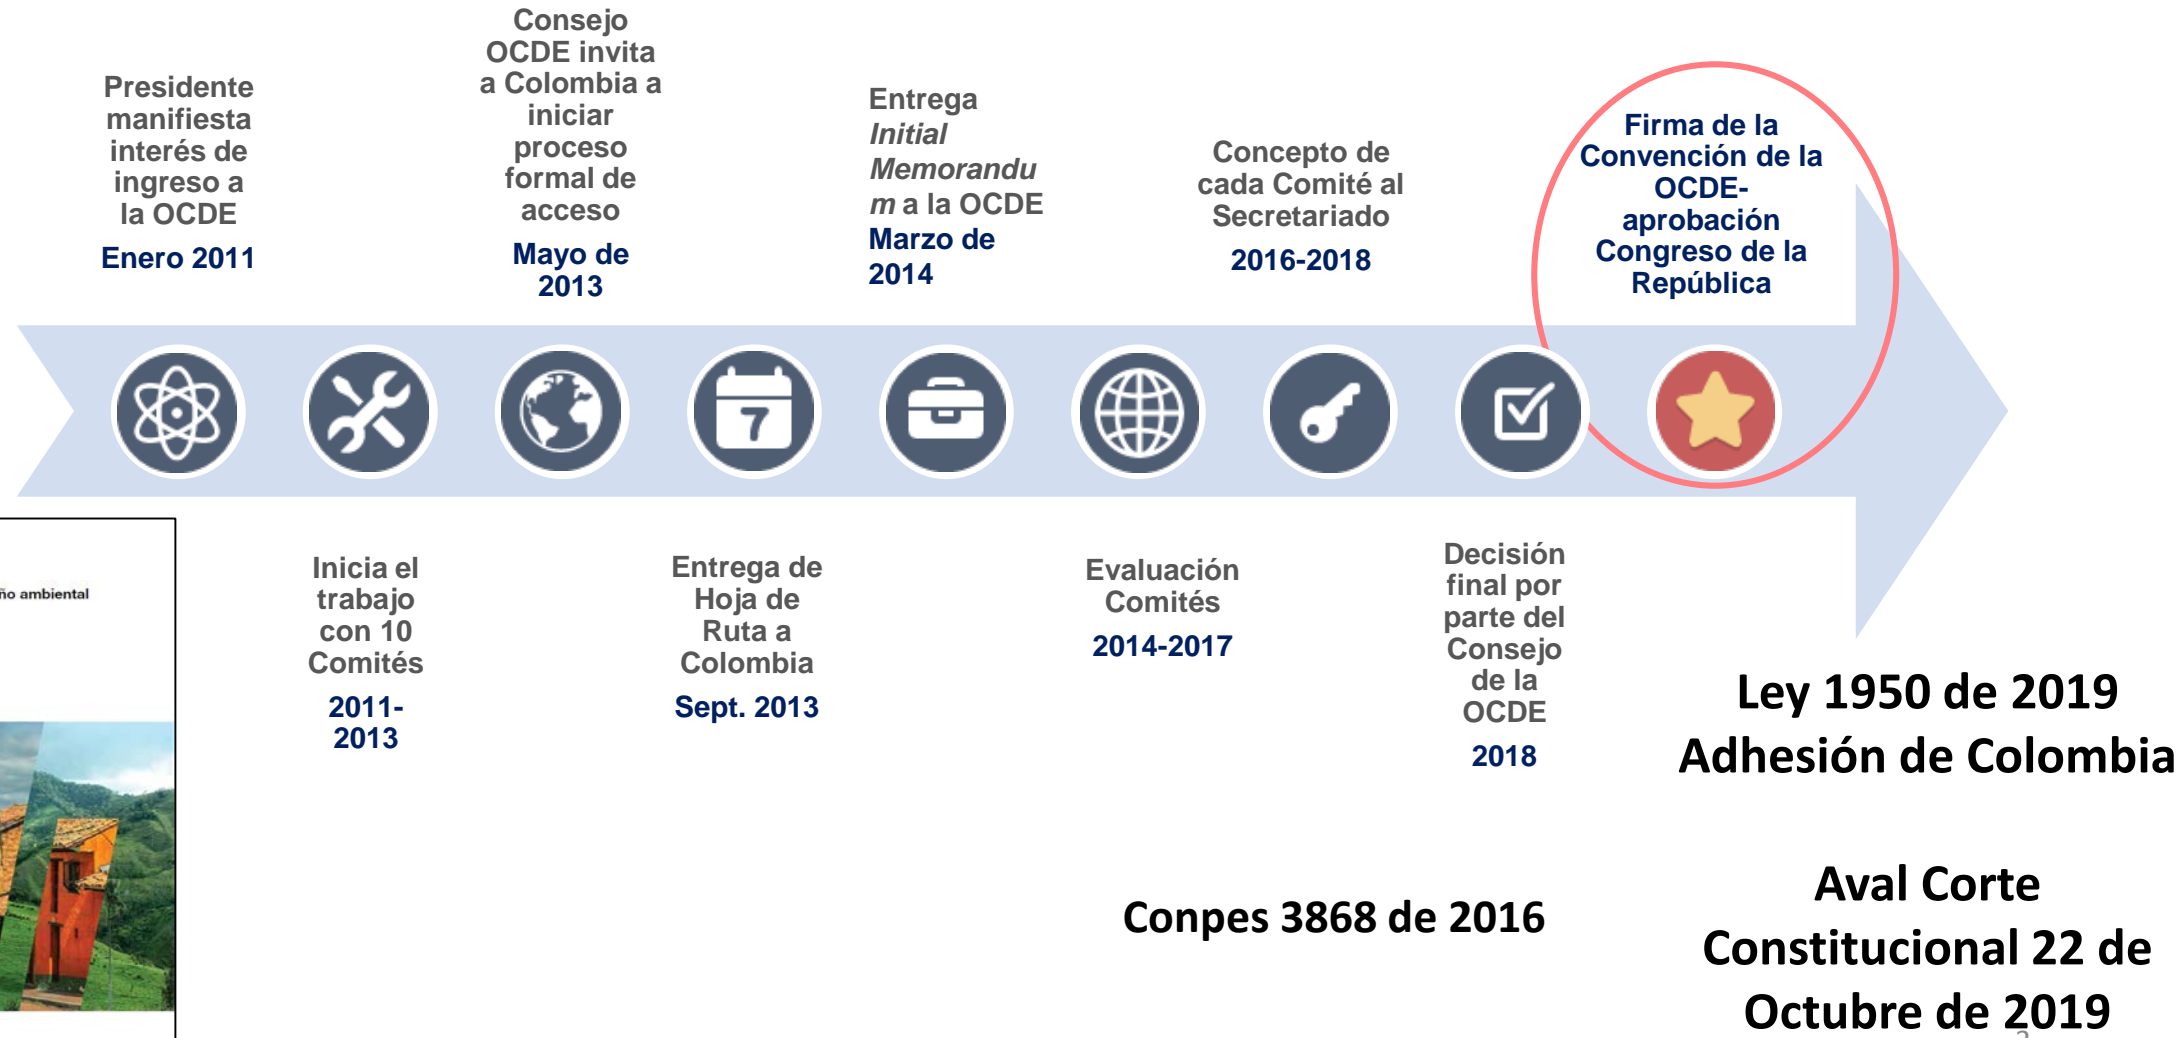 Presidente
manifiesta
interés de
ingreso a
la OCDE
Enero 2011
Consejo
OCDE invita
a Colombia a
iniciar
proceso
formal de
acceso
Mayo de
2013
Entrega
Initial
Memorandu
m a la OCDE
Marzo de
2014
Concepto de
cada Comité al
Secretariado
2016-2018
Firma de la
Convención de la
OCDE-
aprobación
Congreso de la
República
7
ño ambiental
Inicia el
trabajo
con 10
Comités
2011-
2013
Entrega de
Hoja de
Ruta a
Colombia
Sept. 2013
Evaluación
Comités
2014-2017
Decisión
final por
parte del
Consejo
de la
OCDE
2018
Ley 1950 de 2019
Adhesión de Colombia
Conpes 3868 de 2016
Aval Corte
Constitucional 22 de
Octubre de 2019